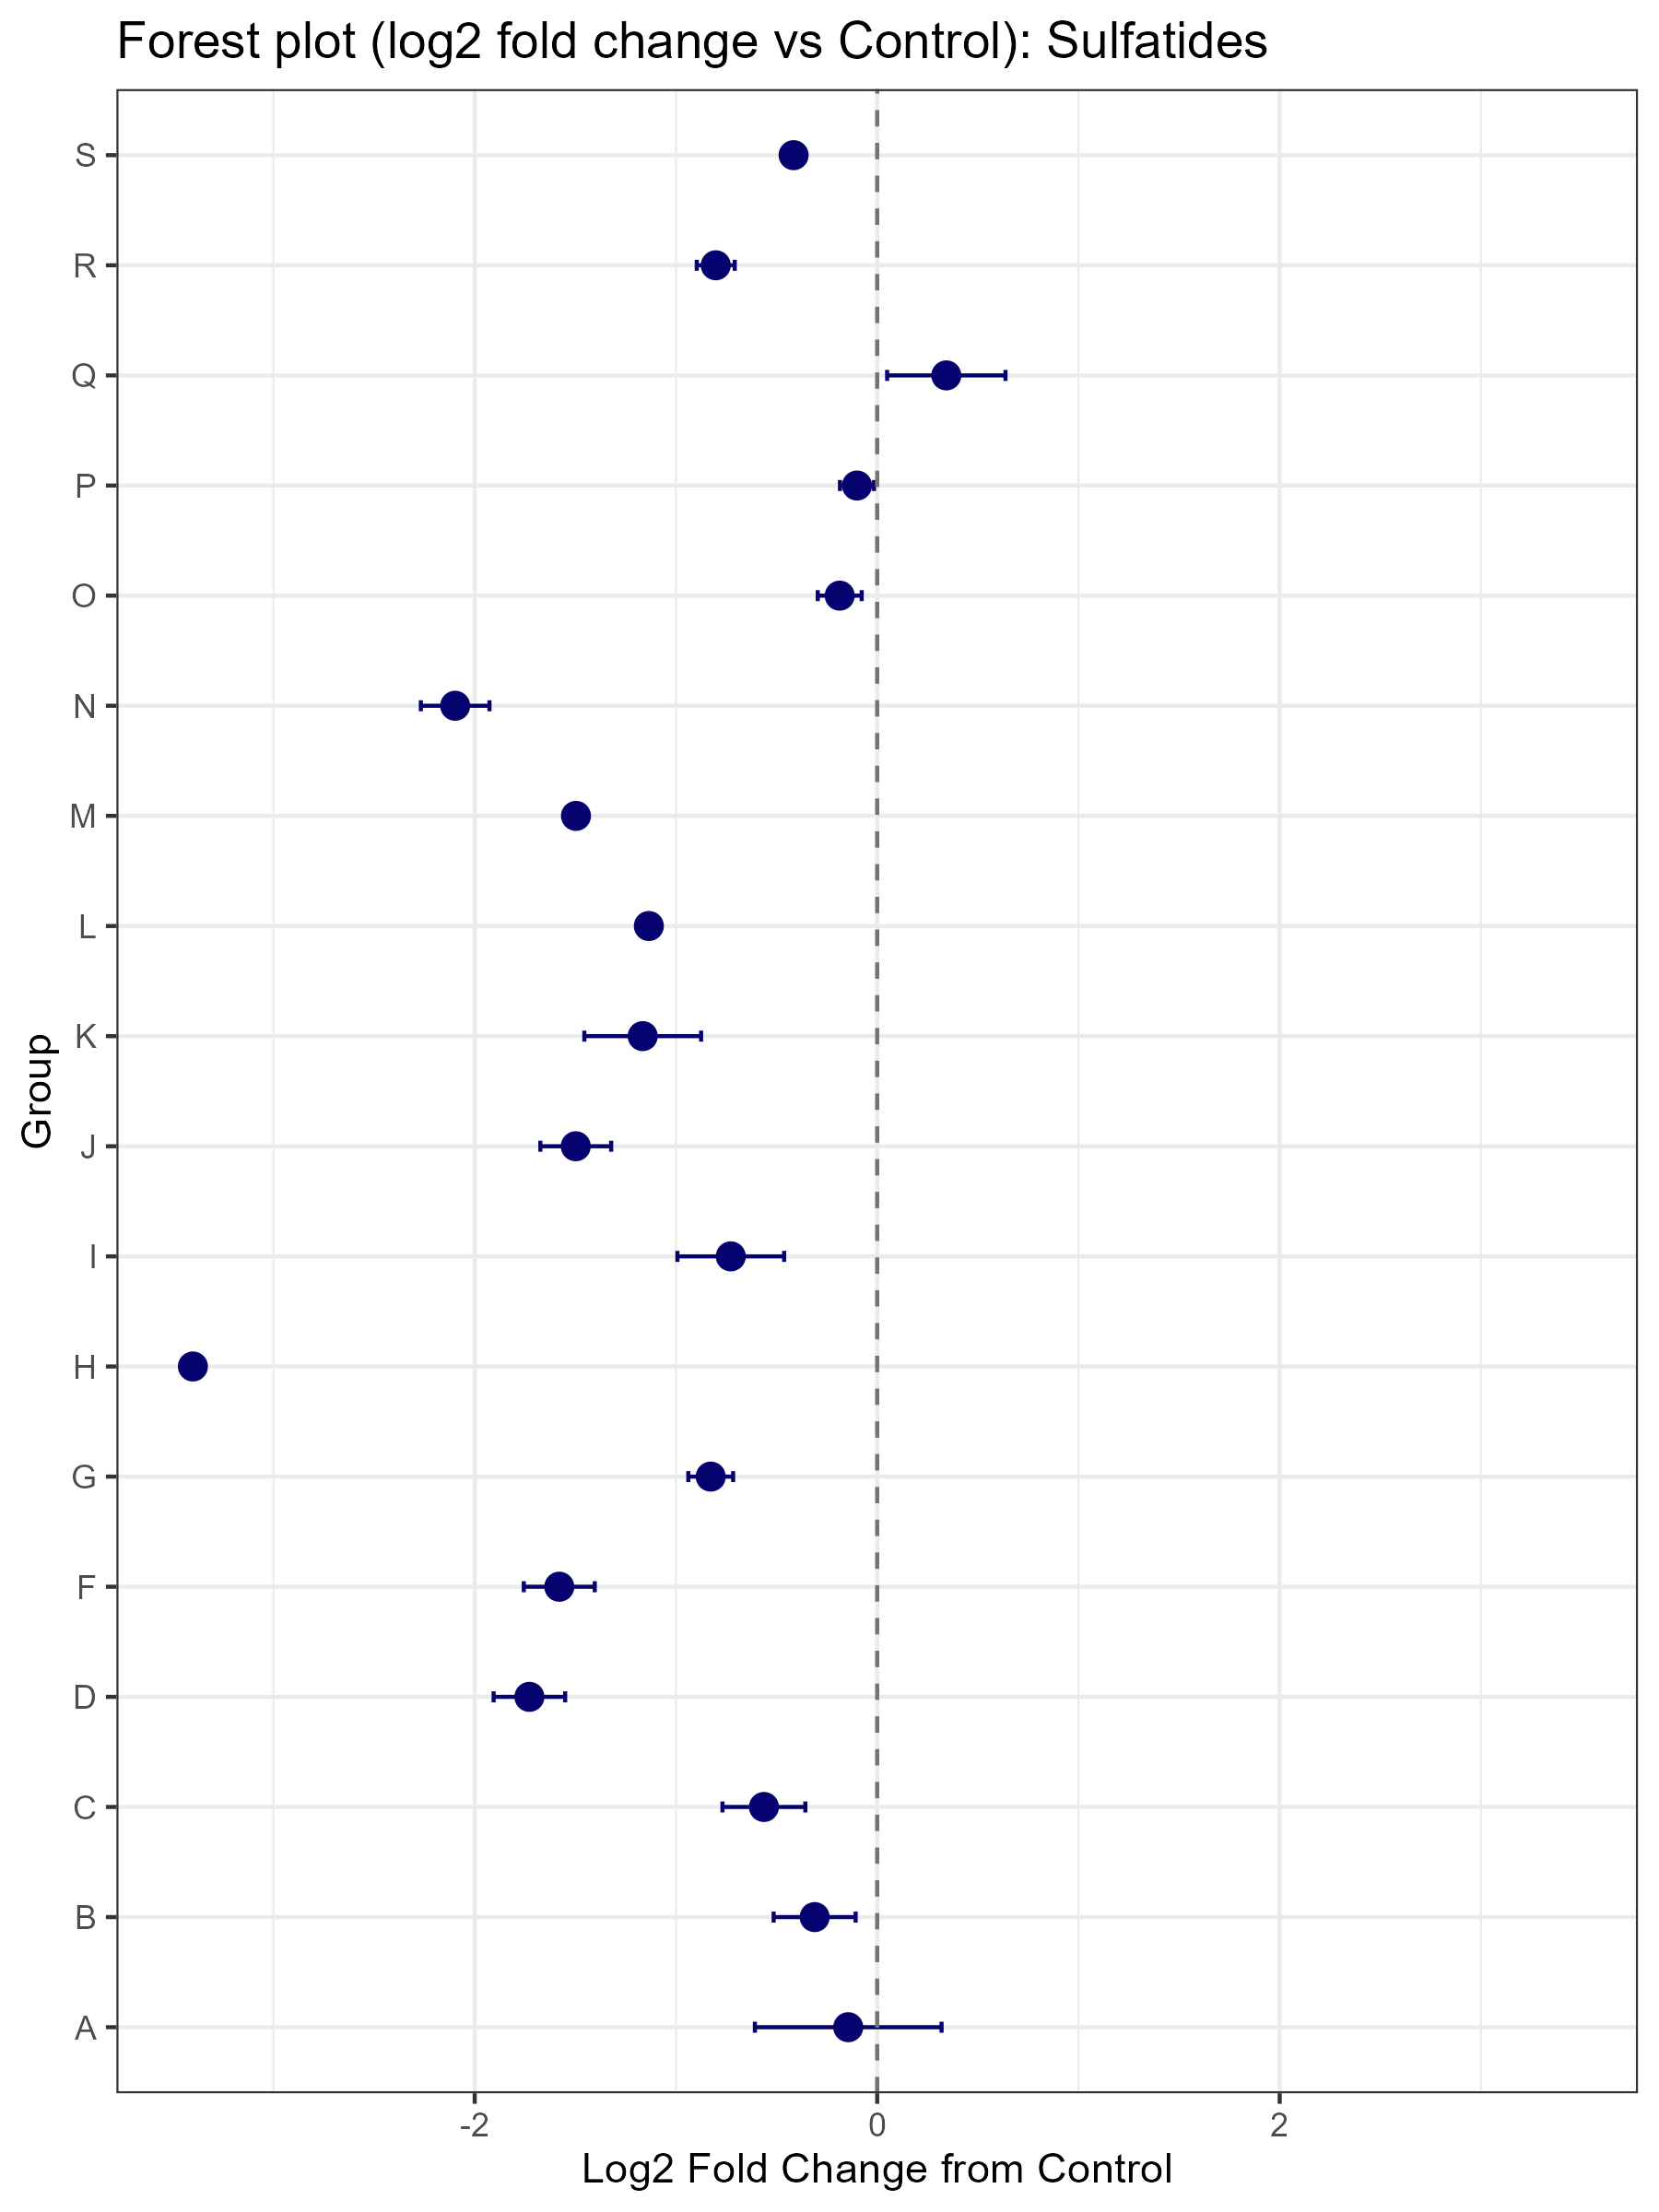 Forest plot (log2 fold change vs Control): Sulfatides
S
R
Q
P
O
N
M
L
K
J
I
H
G
F
D
C
B
A
Group
-2 0 2
Log2 Fold Change from Control